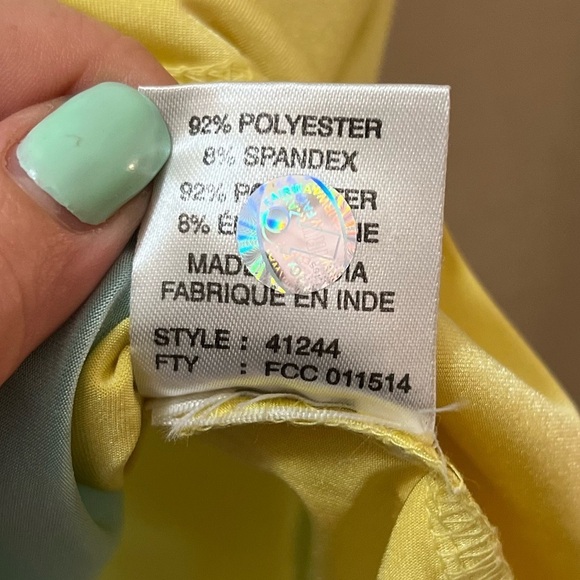 92% POLYESTER
8% SPANDEX
92%
8%
MADE
FABRIQUE EN INDE
STYLE : 41244
FTY : FCC 011514